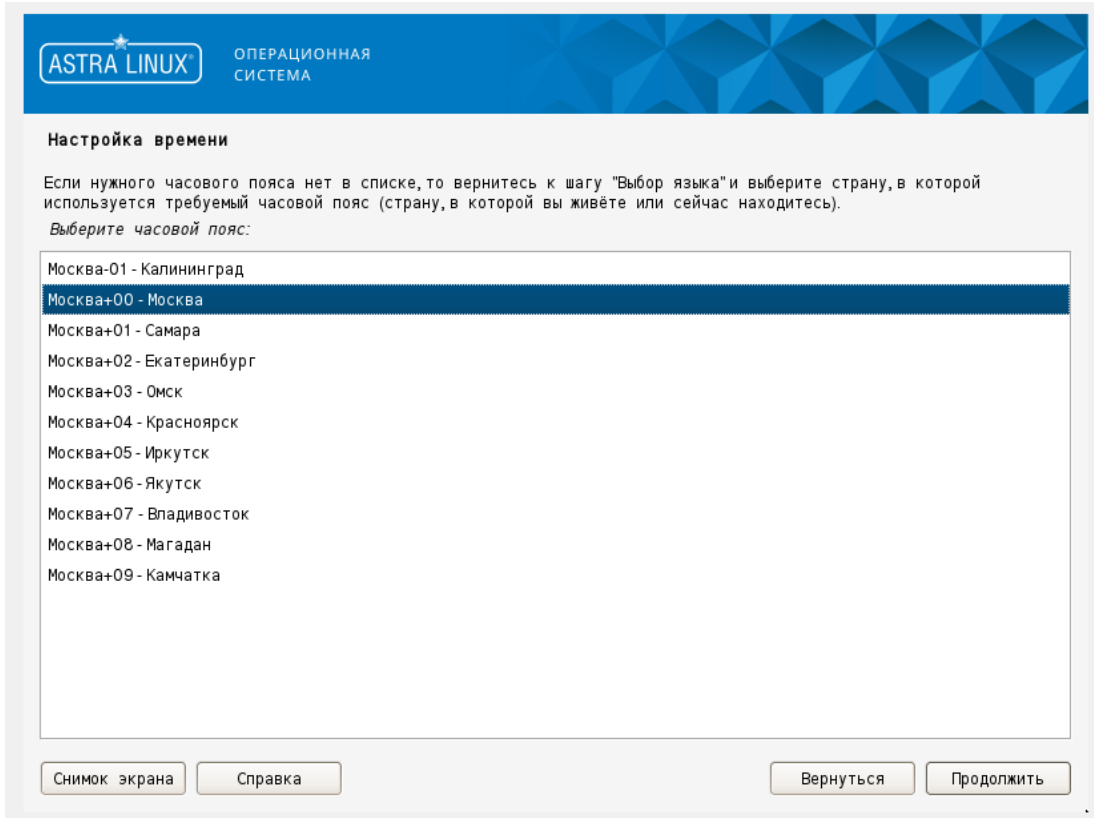 ASTRA LINUX®
ОПЕРАЦИОННАЯ
СИСТЕМА
Настройка времени
Если нужного часового пояса нет в списке, то вернитесь к шагу "Выбор языка" и выберите страну, в которой
используется требуемый часовой пояс (страну, в которой вы живёте или сейчас находитесь).
Выберите часовой пояс:
Москва-01 - Калининград
Москва+00 - Москва
Москва+01 - Самара
Москва+02 - Екатеринбург
Москва+03 - Омск
Москва+04 - Красноярск
Москва+05 - Иркутск
Москва+06 - Якутск
Москва+07 - Владивосток
Москва+08 - Магадан
Москва+09 - Камчатка
Снимок экрана Справка Вернуться Продолжить